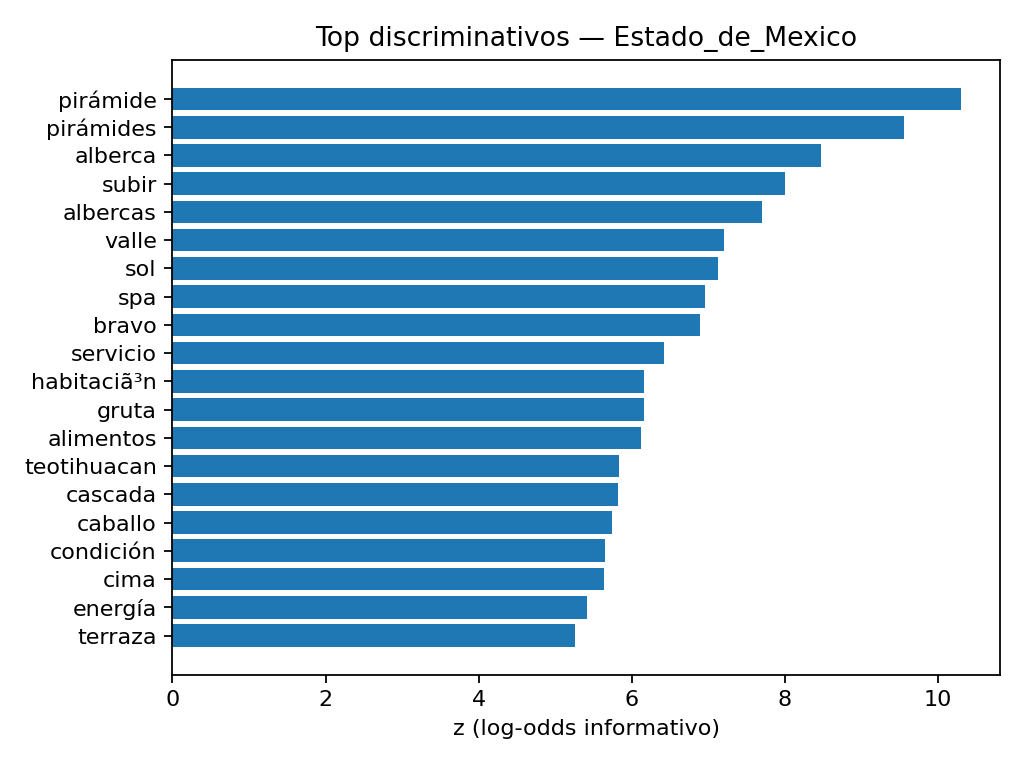 Top discriminativos — Estado_de_Mexico
pirámide
pirámides
alberca
subir
albercas
valle
sol
spa
bravo
servicio
habitaciã³n
gruta
alimentos
teotihuacan
cascada
caballo
condición
cima
energía
terraza
0 2 4 6 8 10
z (log-odds informativo)